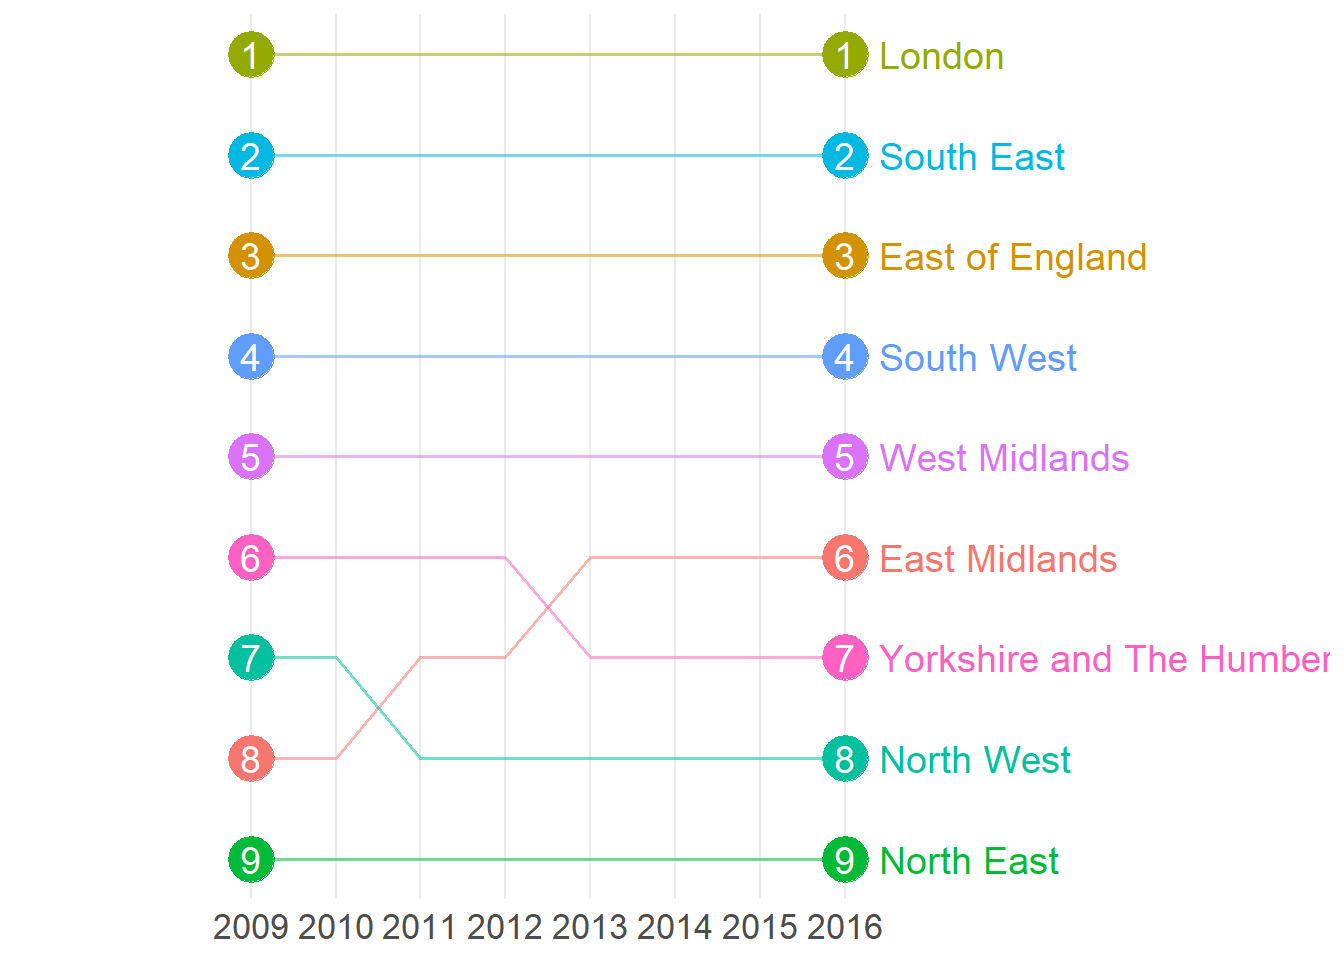 1 1 London
2 2 South East
3 3 East of England
4 4 South West
5 5 West Midlands
6 6 East Midlands
7 7 Yorkshire and The Humber
8 8 North West
9 9 North East
2009 2010 2011 2012 2013 2014 2015 2016